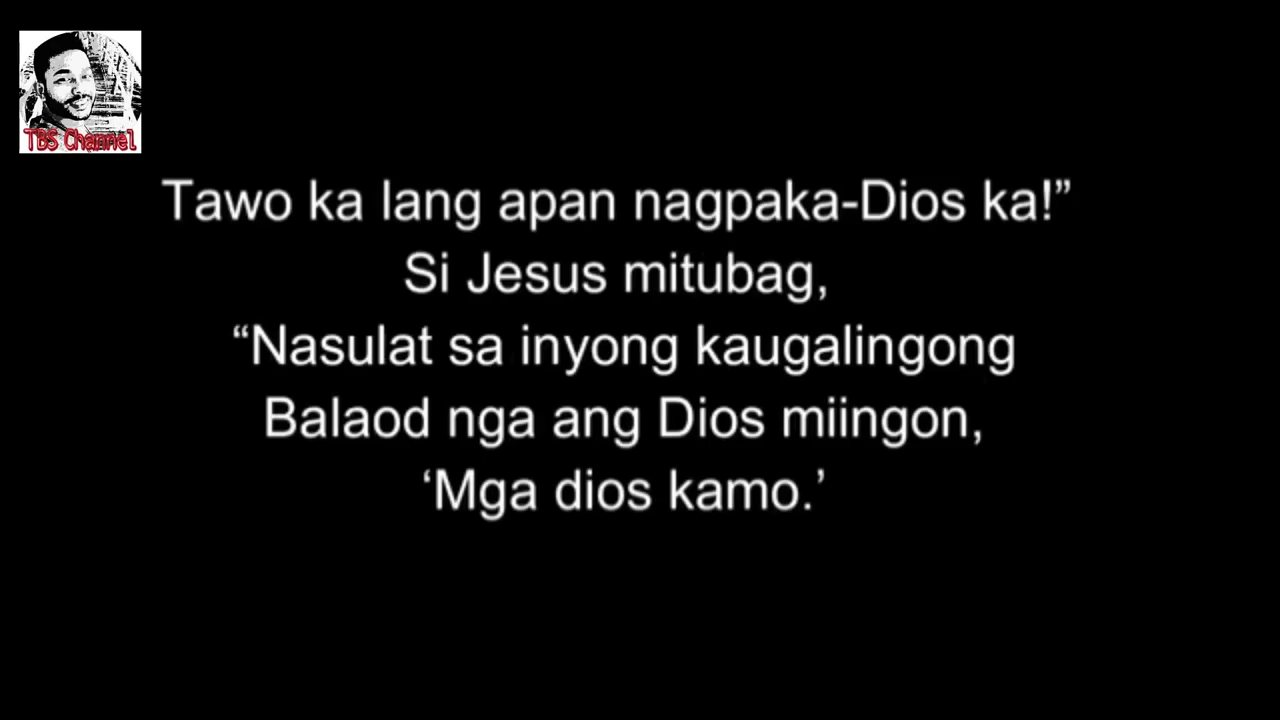 TBS Channel
Tawo ka lang apan nagpaka-Dios ka!”
Si Jesus mitubag,
“Nasulat sa inyong kaugalingong
Balaod nga ang Dios miingon,
‘Mga dios kamo.’